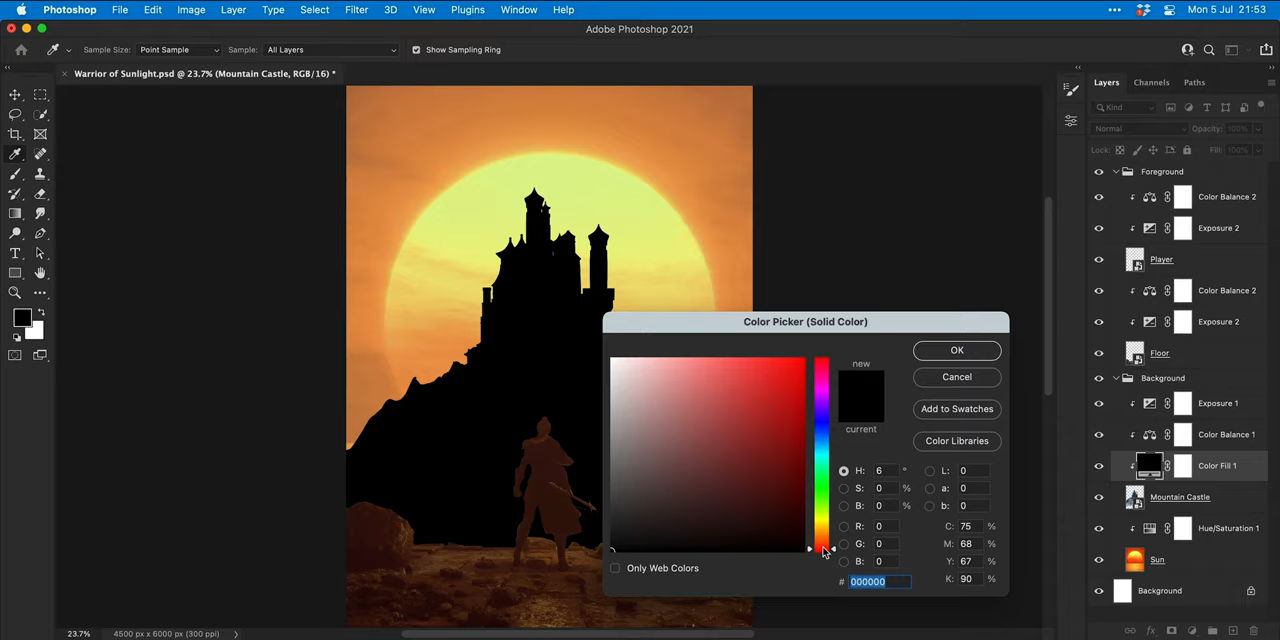 Photoshop File Edit Image Layer Type Select Filter 3D View Plugins Window Help Mon 5 Jul 21:53
Adobe Photoshop 2021
Sample Size: Point Sample Sample: All Layers Show Sampling Ring
Warrior of Sunlight.psd @ 23.7% (Mountain Castle, RGB/16) *
Layers Channels Paths
Kind
Normal Opacity: 100%
Lock: Fill: 100%
Foreground
Color Balance 2
Exposure 2
Player
Color Balance 2
Exposure 2
Floor
Background
Exposure 1
Color Balance 1
Color Fill 1
Mountain Castle
Hue/Saturation 1
Sun
Background
Color Picker (Solid Color)
new
current
OK
Cancel
Add to Swatches
Color Libraries
H: 6 ° L: 0
S: 0 % a: 0
B: 0 % b: 0
R: 0 C: 75 %
G: 0 M: 68 %
B: 0 Y: 67 %
# 000000 K: 90 %
Only Web Colors
23.7% 4500 px x 6000 px (300 ppi)